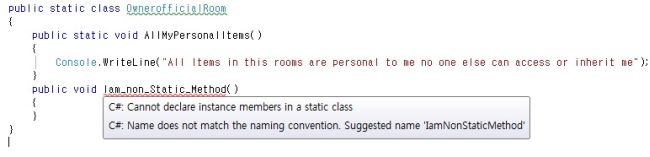 public static class OwnerofficialRoom
{
public static void AllMyPersonalItems()
{
Console.WriteLine("All Items in this rooms are personal to me no one else can access or inherit me");
}
public void Iam_non_Static_Method()
{
C#: Cannot declare instance members in a static class
}
C#: Name does not match the naming convention. Suggested name 'IamNonStaticMethod'
}